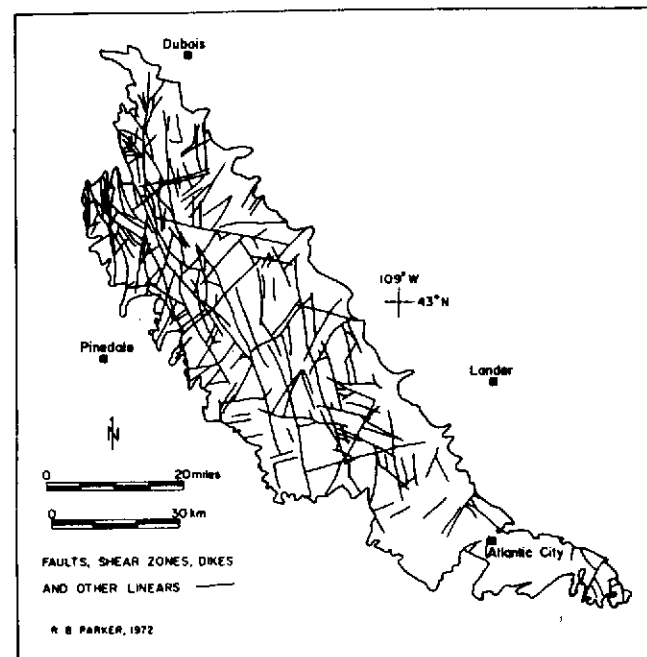 Dubois
109° W
43° N
Pinedale
Lander
N
0 20 miles
0 30 km
Atlantic City
FAULTS, SHEAR ZONES, DIKES
AND OTHER LINEARS
R B PARKER, 1972